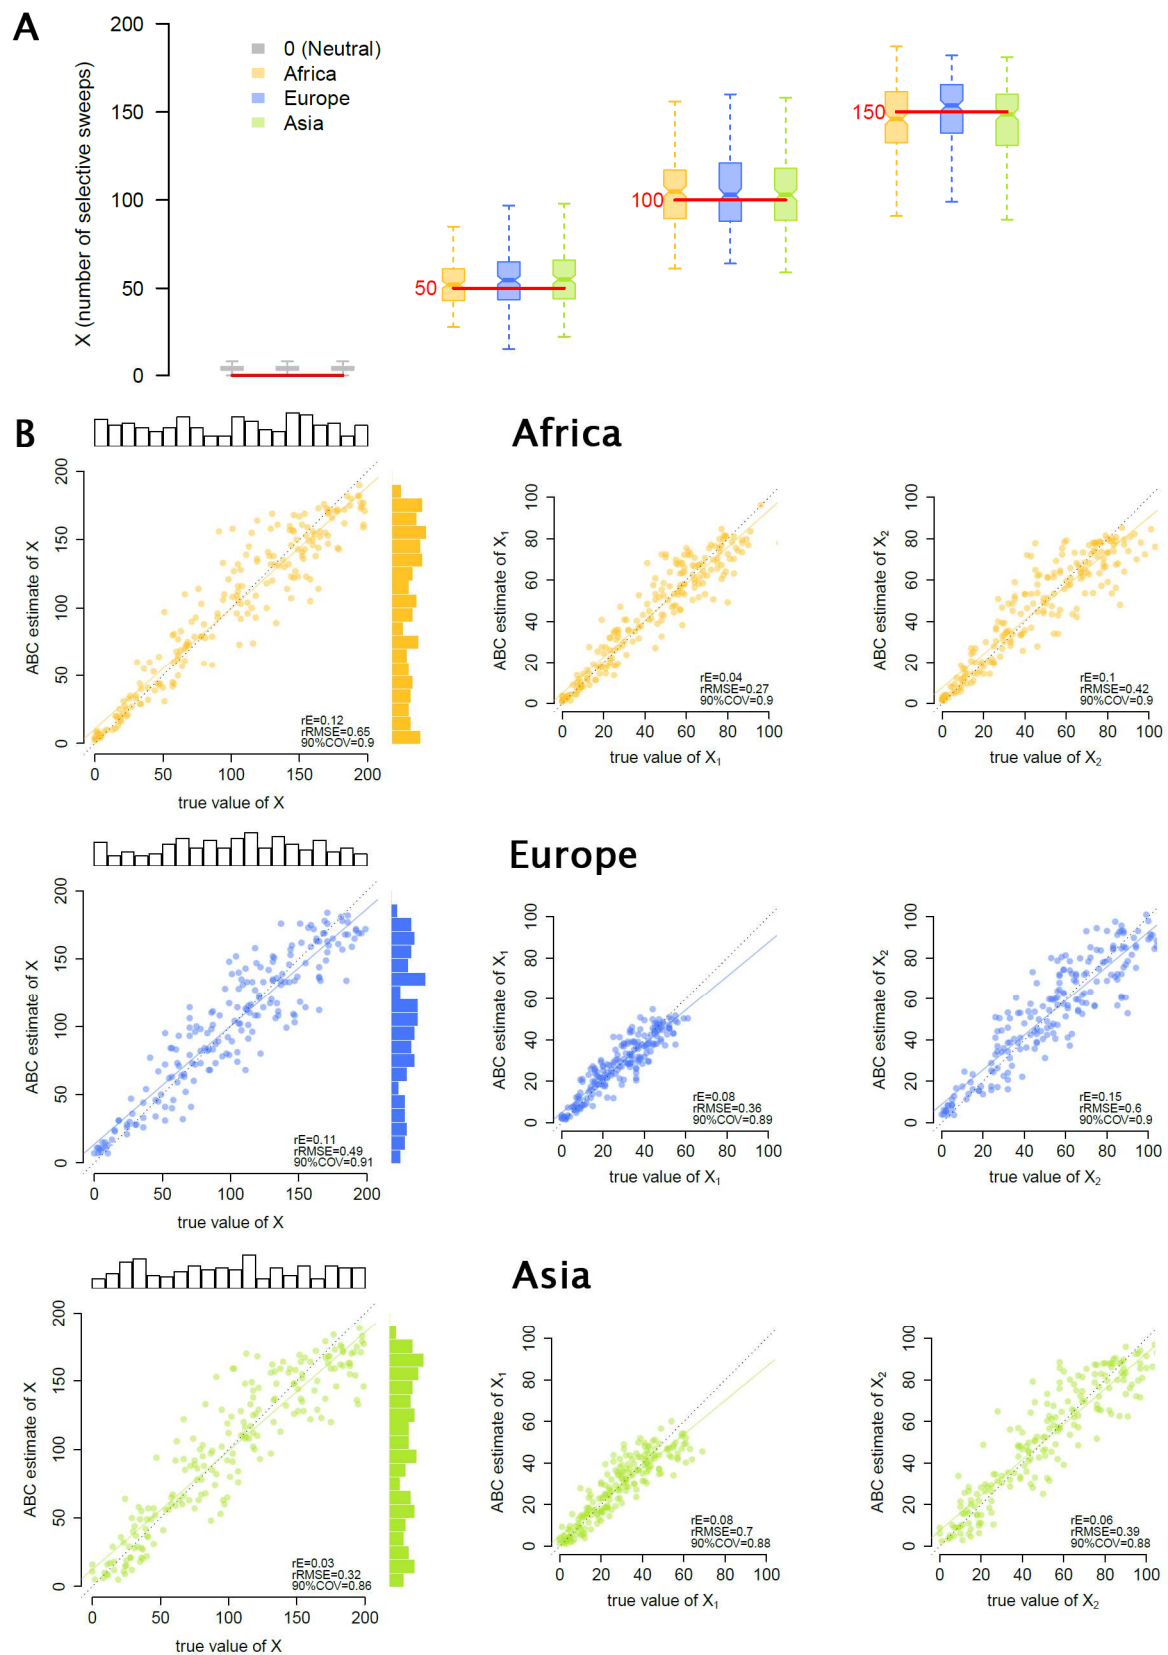 A
200
150
100
50
0
X (number of selective sweeps)
0 (Neutral)
Africa
Europe
Asia
50
100
150
B
Africa
200
150
100
50
0
ABC estimate of X
rE=0.12
rRMSE=0.65
90%COV=0.9
0 50 100 150 200
true value of X
100
80
60
40
20
0
ABC estimate of X₁
rE=0.04
rRMSE=0.27
90%COV=0.9
0 20 40 60 80 100
true value of X₁
100
80
60
40
20
0
ABC estimate of X₂
rE=0.1
rRMSE=0.42
90%COV=0.9
0 20 40 60 80 100
true value of X₂
Europe
200
150
100
50
0
ABC estimate of X
rE=0.11
rRMSE=0.49
90%COV=0.91
0 50 100 150 200
true value of X
100
80
60
40
20
0
ABC estimate of X₁
rE=0.08
rRMSE=0.36
90%COV=0.89
0 20 40 60 80 100
true value of X₁
100
80
60
40
20
0
ABC estimate of X₂
rE=0.15
rRMSE=0.6
90%COV=0.9
0 20 40 60 80 100
true value of X₂
Asia
200
150
100
50
0
ABC estimate of X
rE=0.03
rRMSE=0.32
90%COV=0.86
0 50 100 150 200
true value of X
100
80
60
40
20
0
ABC estimate of X₁
rE=0.08
rRMSE=0.7
90%COV=0.88
0 20 40 60 80 100
true value of X₁
100
80
60
40
20
0
ABC estimate of X₂
rE=0.06
rRMSE=0.39
90%COV=0.88
0 20 40 60 80 100
true value of X₂